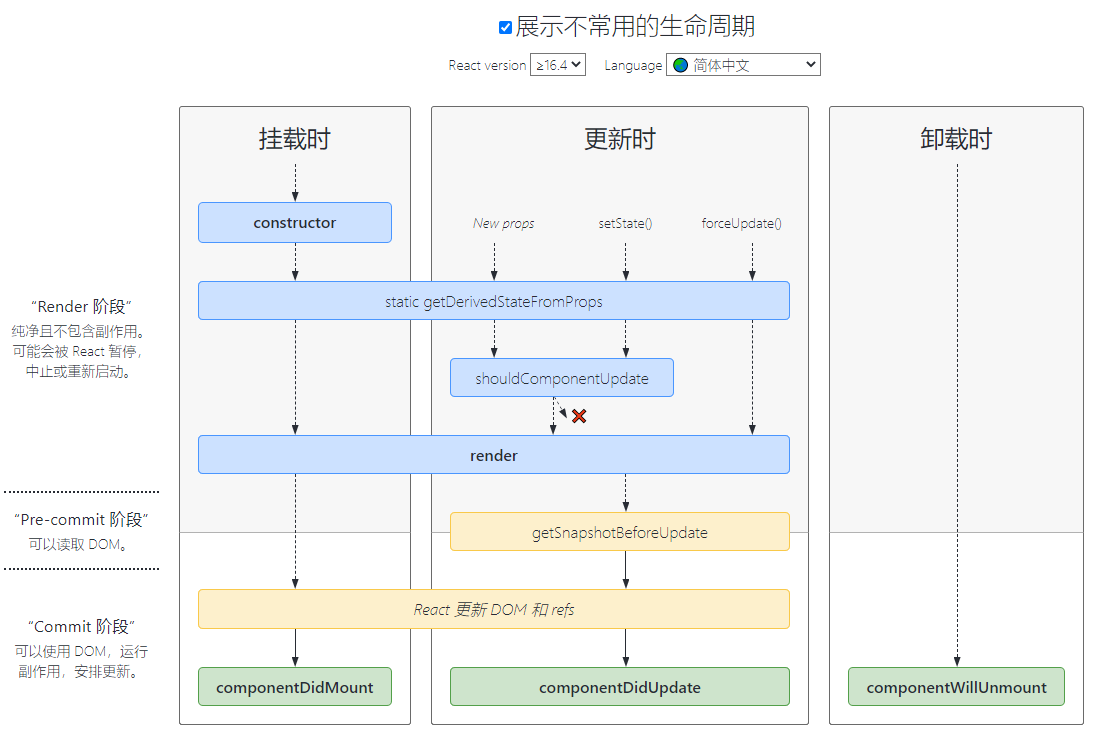 展示不常用的生命周期
React version ≥16.4 Language 简体中文
挂载时
更新时
卸载时
constructor
New props
setState()
forceUpdate()
static getDerivedStateFromProps
“Render 阶段”
纯净且不包含副作用。
可能会被 React 暂停，
中止或重新启动。
shouldComponentUpdate
render
“Pre-commit 阶段”
可以读取 DOM。
getSnapshotBeforeUpdate
React 更新 DOM 和 refs
“Commit 阶段”
可以使用 DOM，运行
副作用，安排更新。
componentDidMount
componentDidUpdate
componentWillUnmount